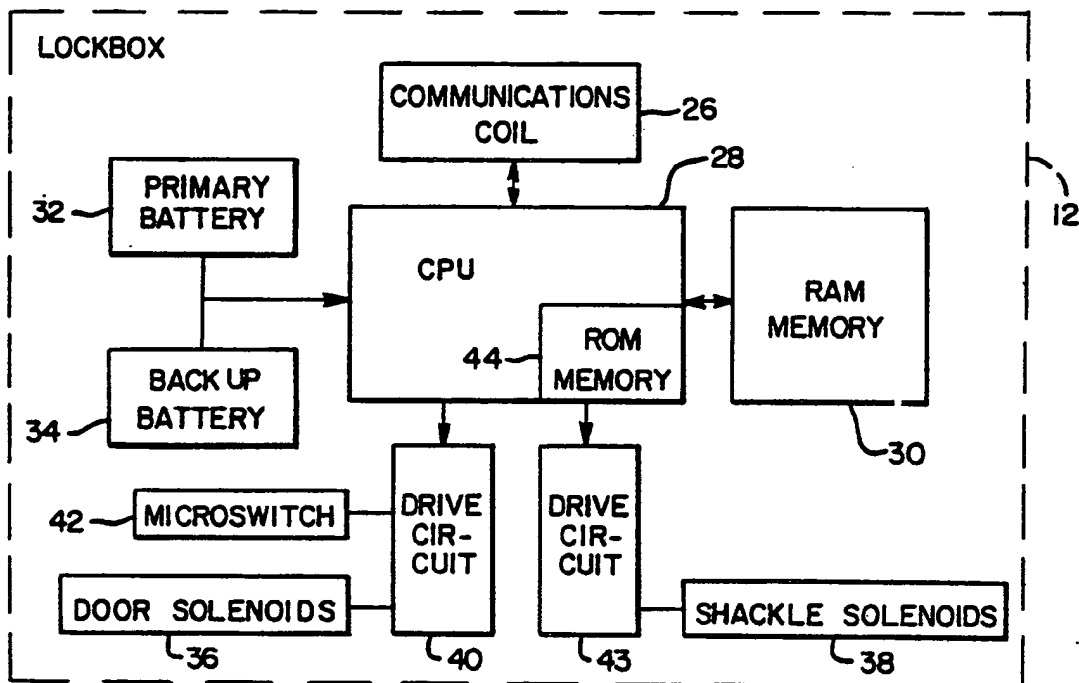 LOCKBOX
COMMUNICATIONS
COIL
26
28
12
PRIMARY
BATTERY
32
CPU
RAM
MEMORY
30
44
ROM
MEMORY
BACK UP
BATTERY
34
42
MICROSWITCH
DRIVE
CIR-
CUIT
40
DRIVE
CIR-
CUIT
43
DOOR SOLENOIDS
36
SHACKLE SOLENOIDS
38